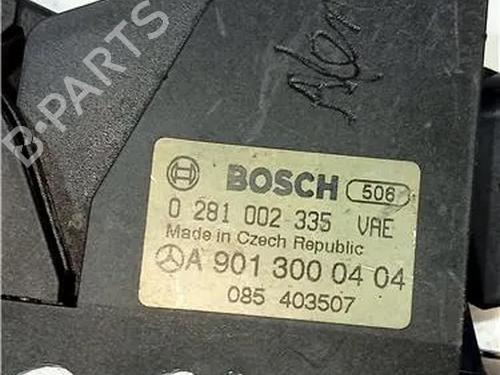 B-PARTS
BOSCH 506
0 281 002 335 VAE
Made in Czech Republic
A 901 300 04 04
085 403507